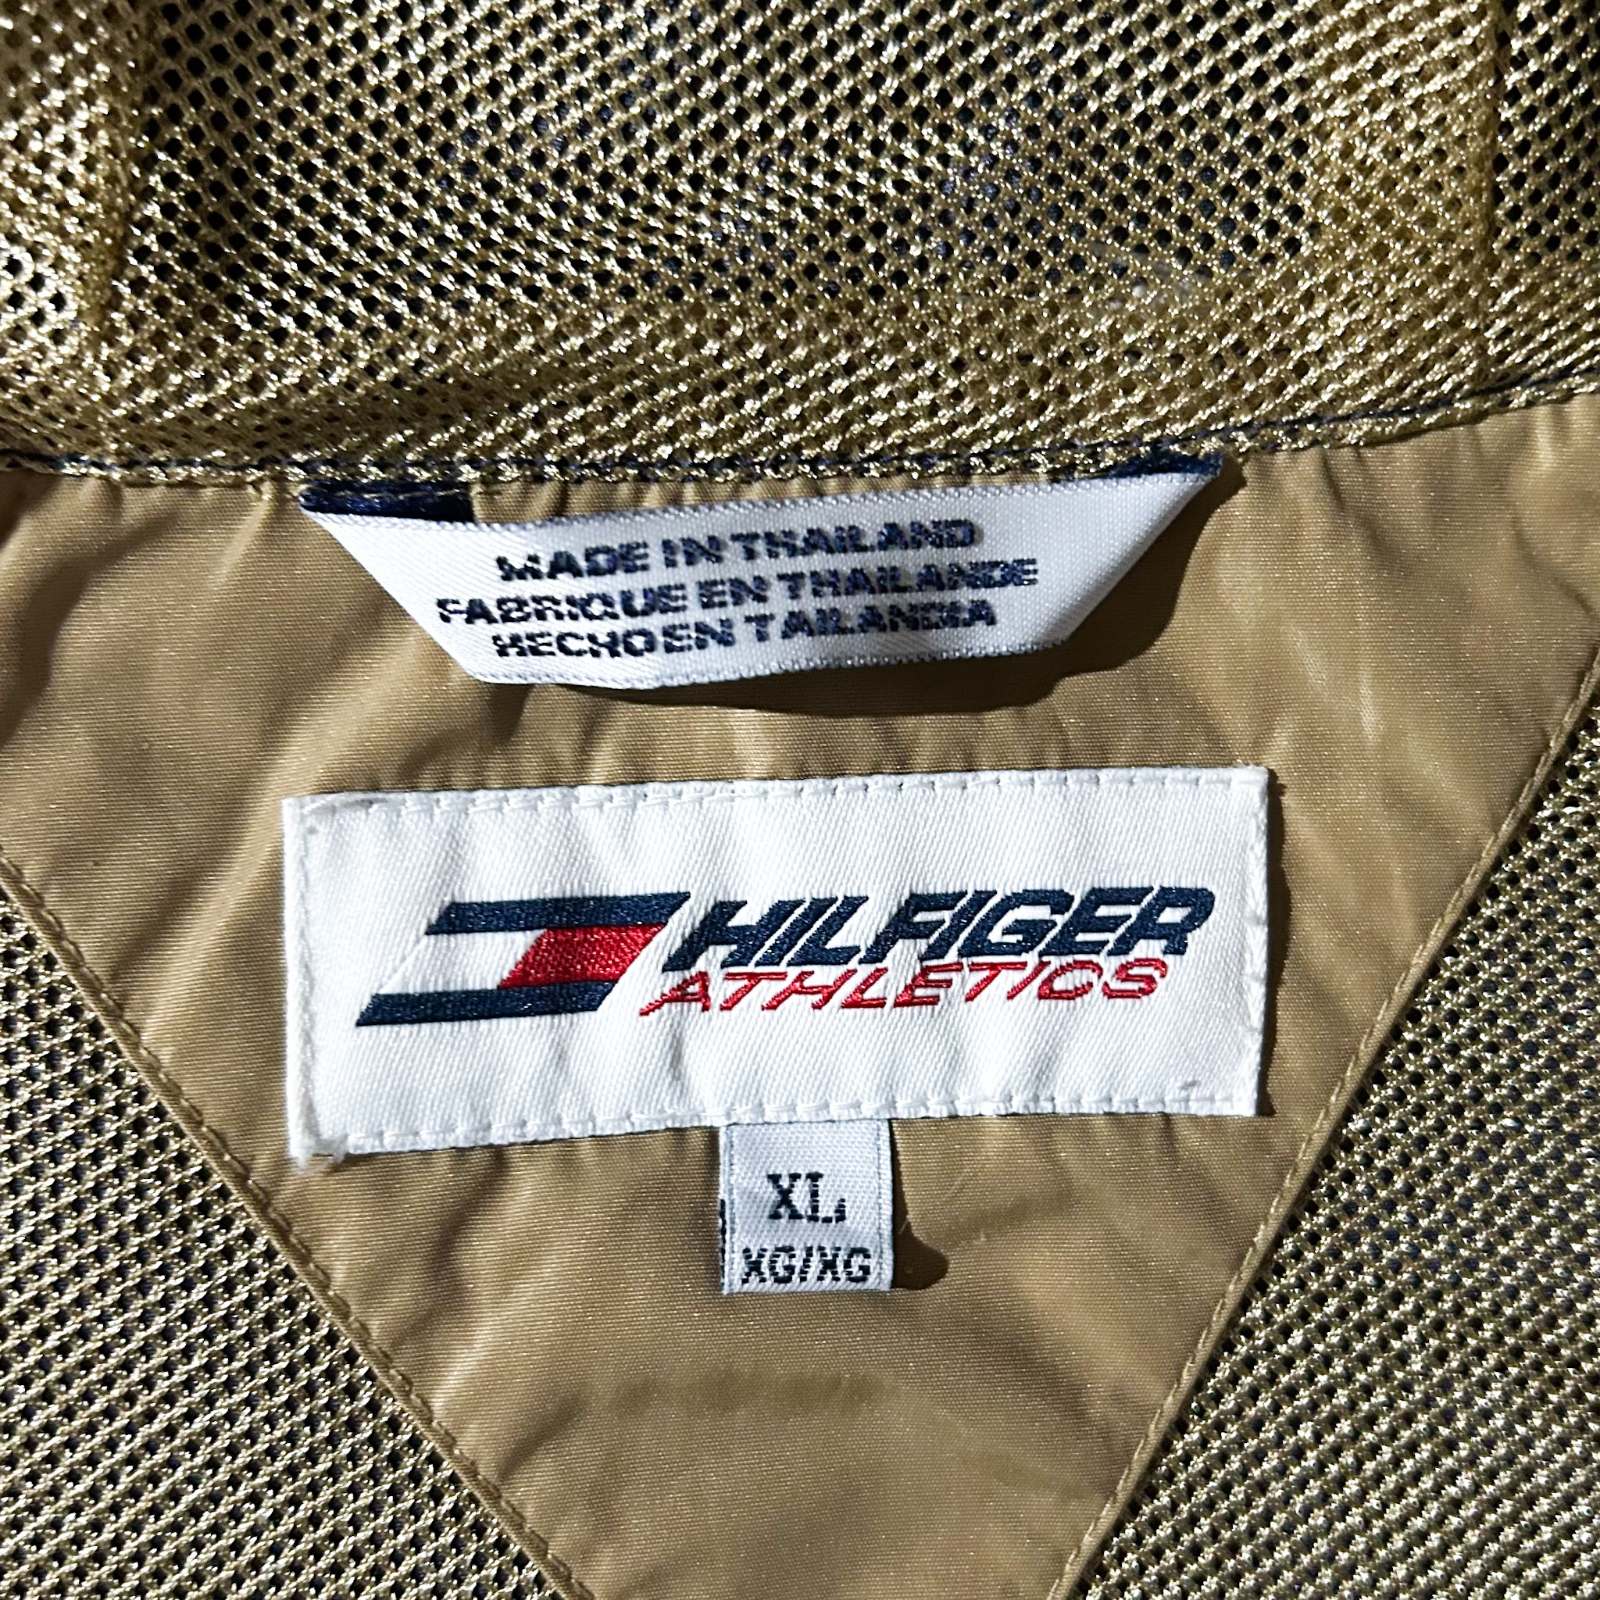 MADE IN THAILAND
FABRIQUE EN THAILANDE
HECHO EN TAILANDIA
HILFIGER
ATHLETICS
XL
XG/XG